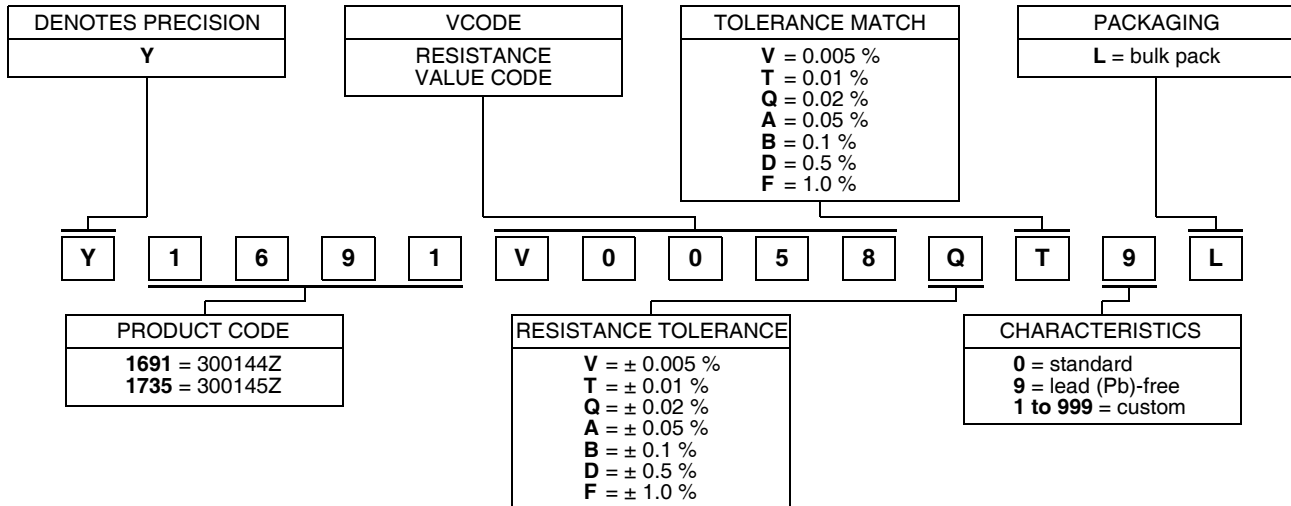 DENOTES PRECISION
Y
VCODE
RESISTANCE
VALUE CODE
TOLERANCE MATCH
V = 0.005 %
T = 0.01 %
Q = 0.02 %
A = 0.05 %
B = 0.1 %
D = 0.5 %
F = 1.0 %
PACKAGING
L = bulk pack
Y 1 6 9 1 V 0 0 5 8 Q T 9 L
PRODUCT CODE
1691 = 300144Z
1735 = 300145Z
RESISTANCE TOLERANCE
V = ± 0.005 %
T = ± 0.01 %
Q = ± 0.02 %
A = ± 0.05 %
B = ± 0.1 %
D = ± 0.5 %
F = ± 1.0 %
CHARACTERISTICS
0 = standard
9 = lead (Pb)-free
1 to 999 = custom